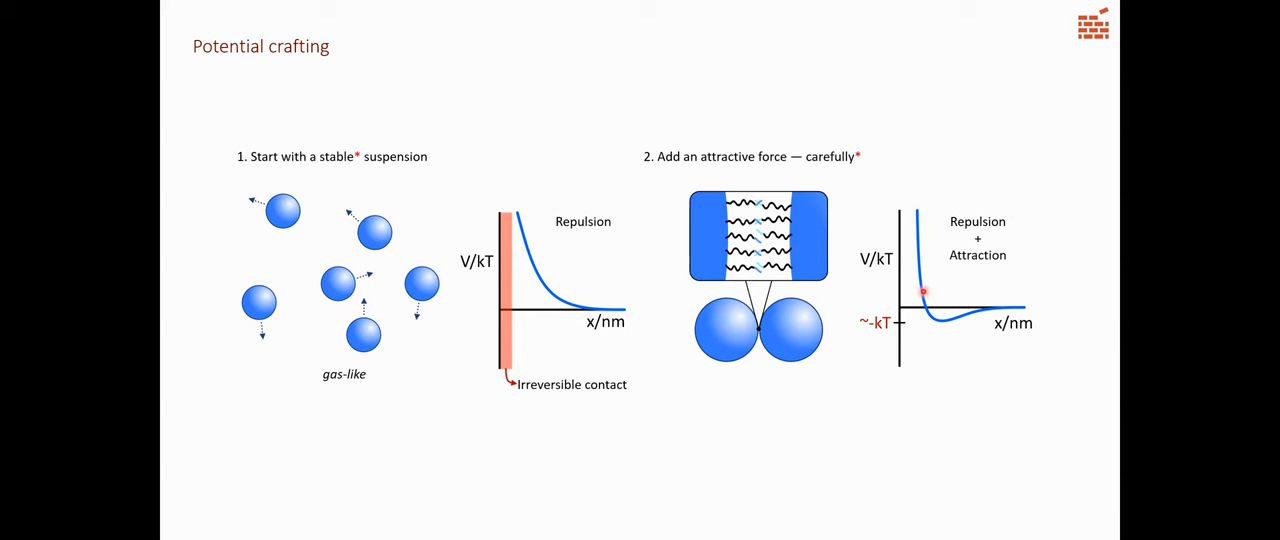 Potential crafting
1. Start with a stable* suspension
gas-like
V/kT
Repulsion
x/nm
Irreversible contact
2. Add an attractive force — carefully*
V/kT
Repulsion
+
Attraction
~-kT
x/nm